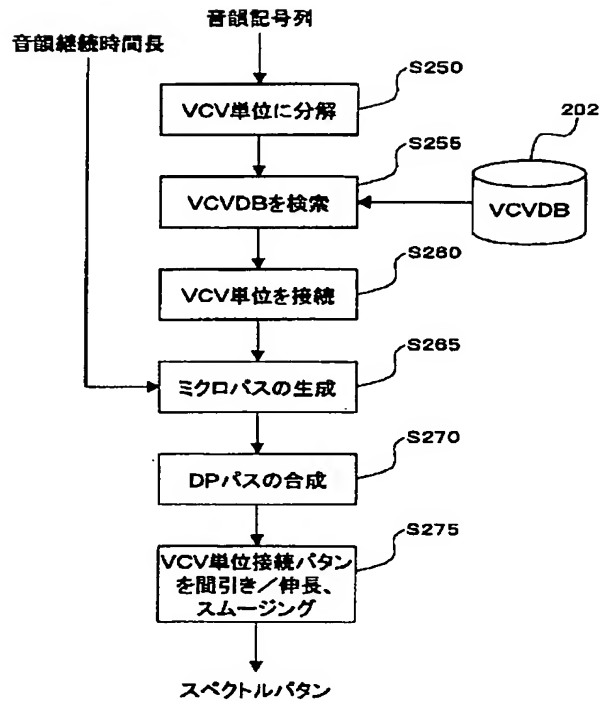 音韻記号列
音韻継続時間長
S250
VCV単位に分解
S255
202
VCVDBを検索
VCVDB
S260
VCV単位を接続
S265
ミクロパスの生成
S270
DPパスの合成
S275
VCV単位接続パタン
を間引き/伸長、
スムージング
スペクトルパタン